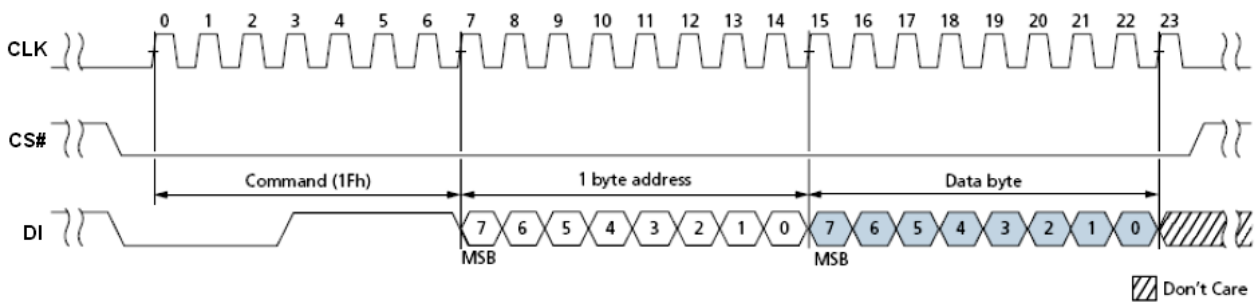 0 1 2 3 4 5 6 7 8 9 10 11 12 13 14 15 16 17 18 19 20 21 22 23
CLK
CS#
Command (1Fh) 1 byte address Data byte
DI 7 6 5 4 3 2 1 0 7 6 5 4 3 2 1 0
MSB MSB
Don't Care